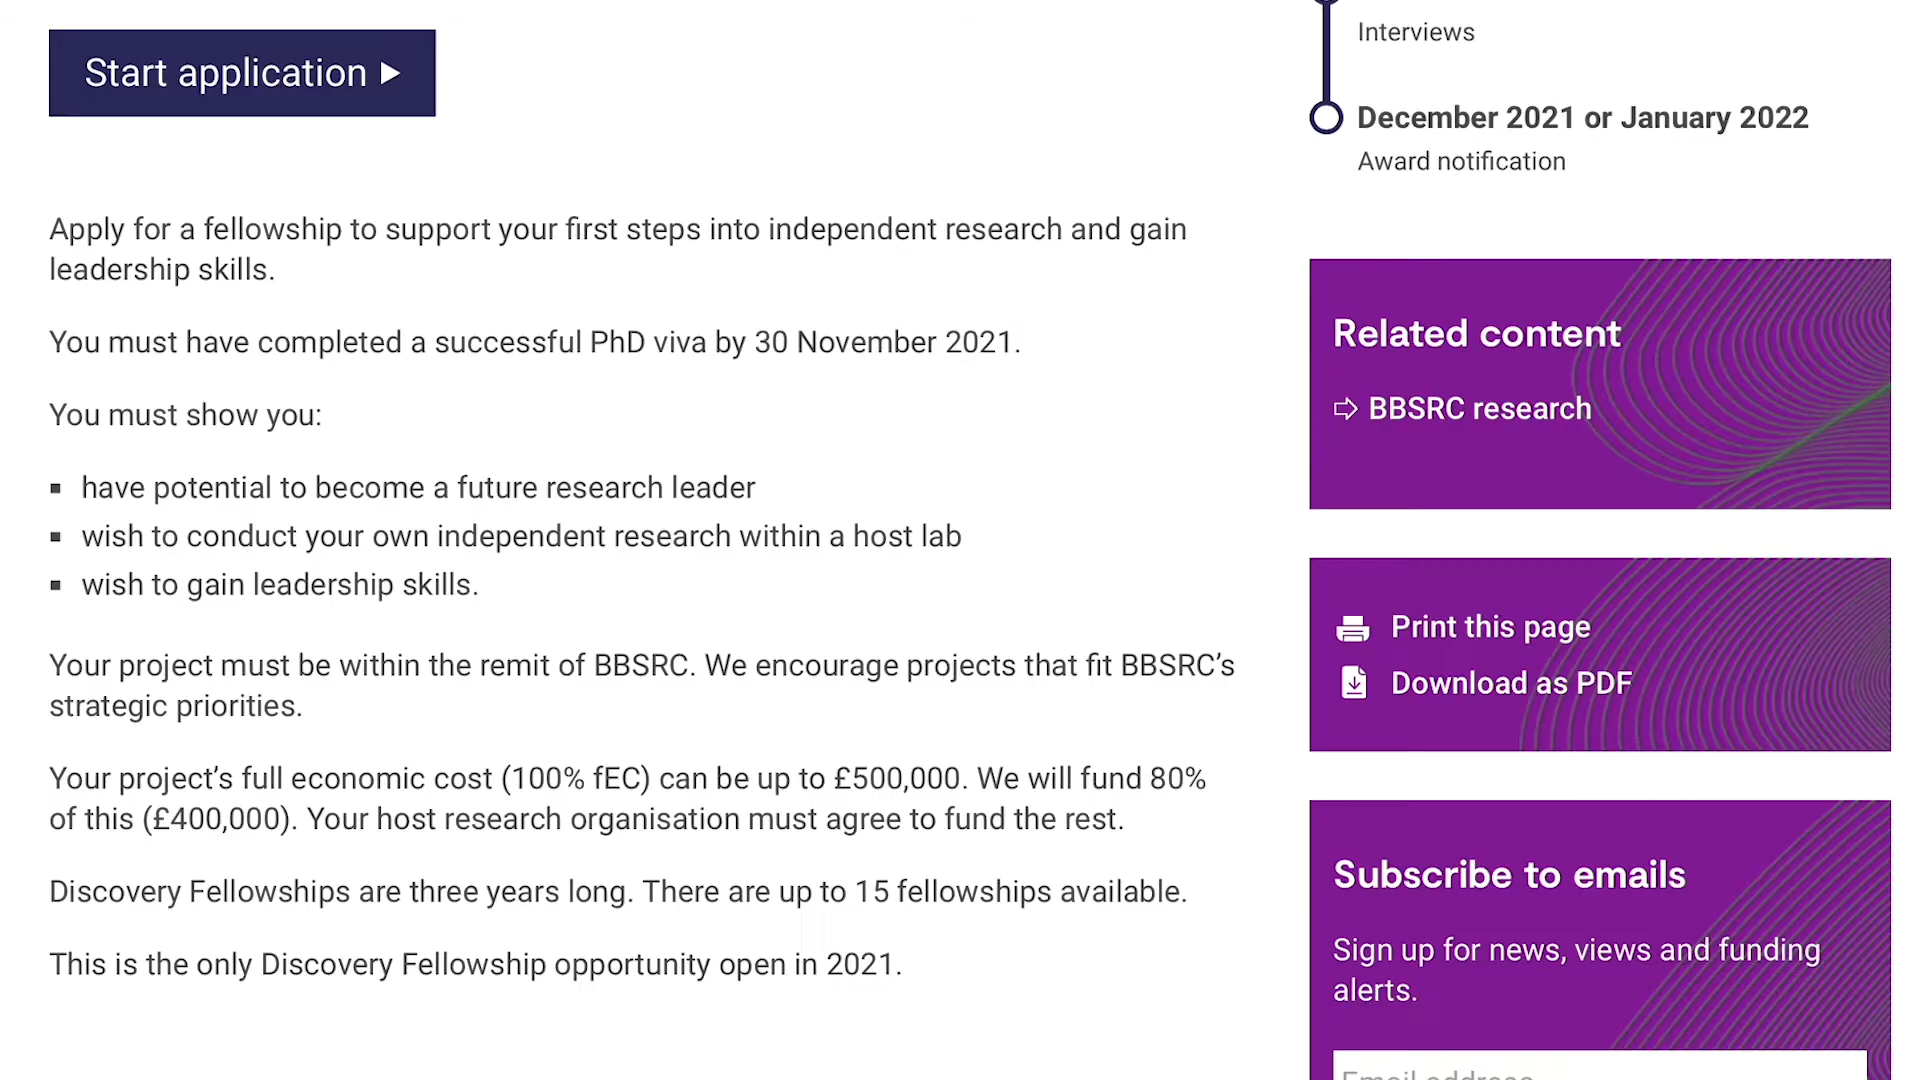 Start application
Apply for a fellowship to support your first steps into independent research and gain
leadership skills.
You must have completed a successful PhD viva by 30 November 2021.
You must show you:
have potential to become a future research leader
wish to conduct your own independent research within a host lab
wish to gain leadership skills.
Your project must be within the remit of BBSRC. We encourage projects that fit BBSRC’s
strategic priorities.
Your project’s full economic cost (100% fEC) can be up to £500,000. We will fund 80%
of this (£400,000). Your host research organisation must agree to fund the rest.
Discovery Fellowships are three years long. There are up to 15 fellowships available.
This is the only Discovery Fellowship opportunity open in 2021.
Interviews
December 2021 or January 2022
Award notification
Related content
BBSRC research
Print this page
Download as PDF
Subscribe to emails
Sign up for news, views and funding
alerts.
Email address